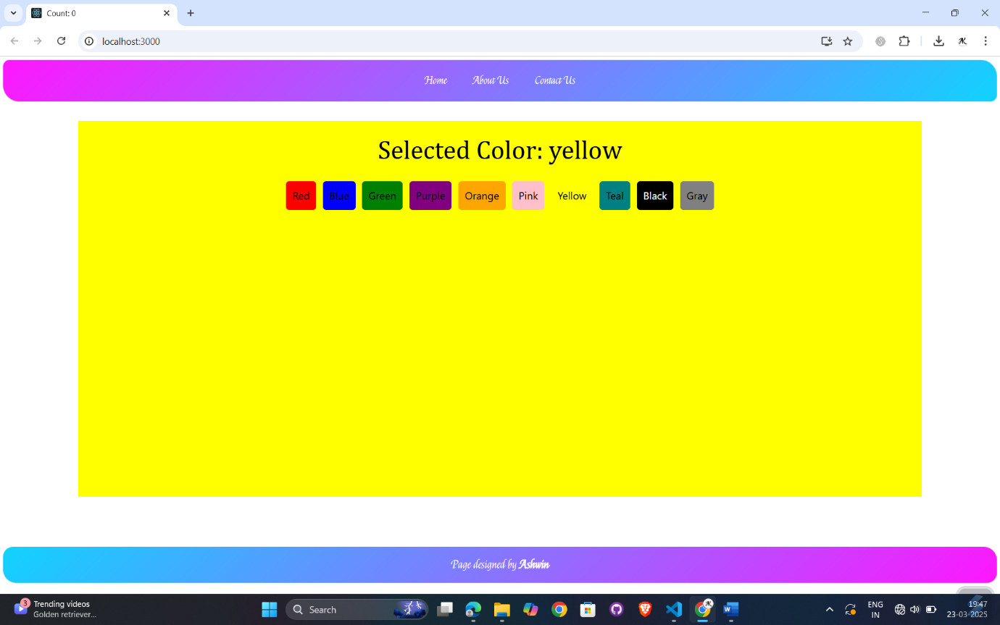 Count: 0
localhost:3000
Home About Us Contact Us
Selected Color: yellow
Red Blue Green Purple Orange Pink Yellow Teal Black Gray
Page designed by Ashwin
3 Trending videos
Golden retriever...
Search
W
ENG
IN
19:47
23-03-2025